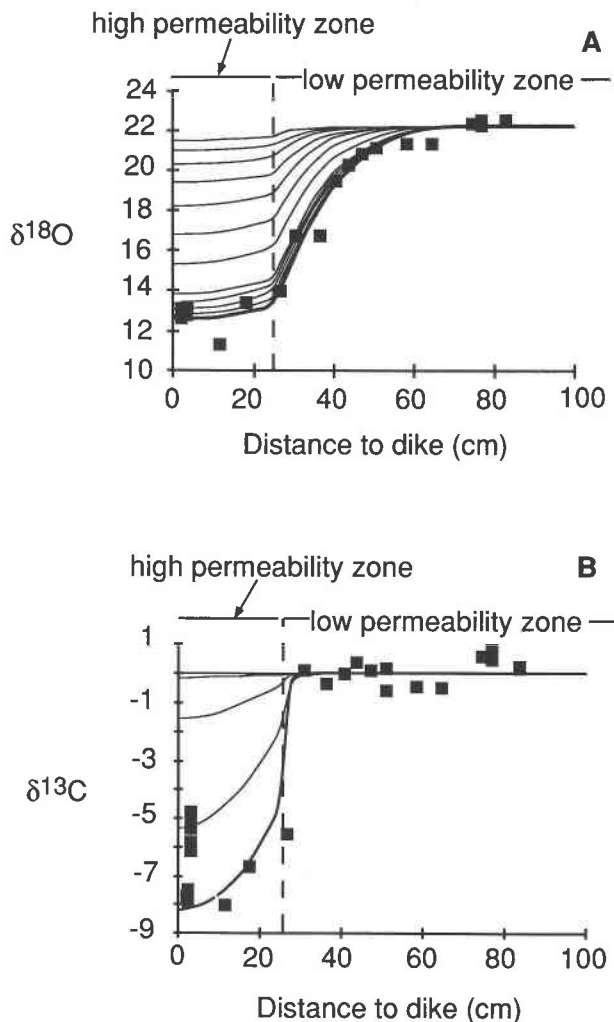 high permeability zone
A
low permeability zone
24
22
20
18
16
14
12
10
δ18O
0 20 40 60 80 100
Distance to dike (cm)
high permeability zone
B
low permeability zone
1
-1
-3
-5
-7
-9
δ13C
0 20 40 60 80 100
Distance to dike (cm)